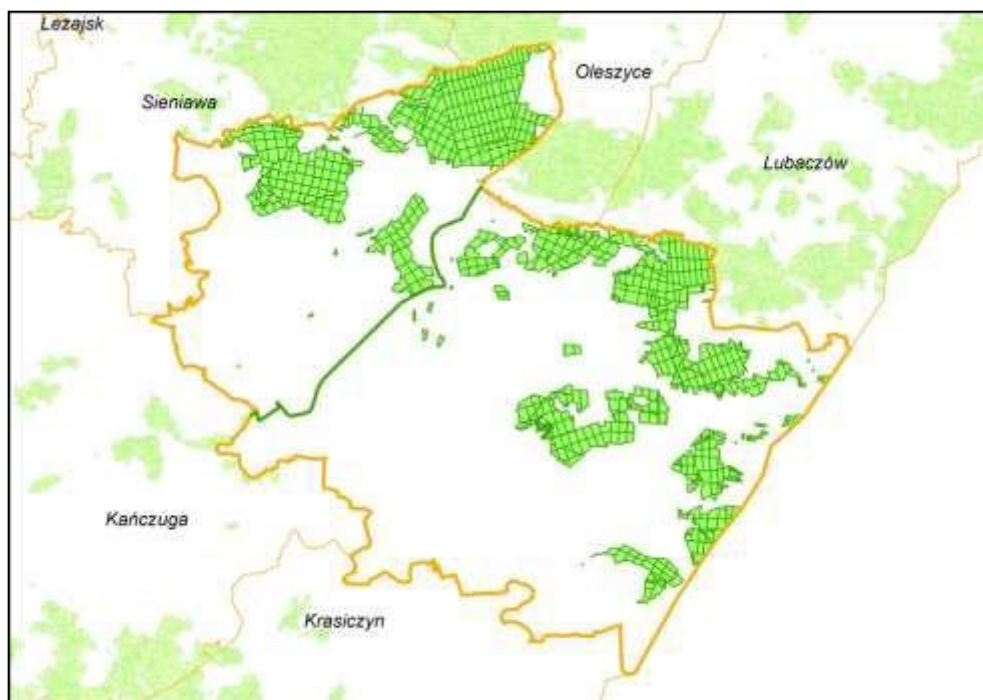 Leżajsk
Oleszyce
Sieniawa
Lubaczów
Kańczuga
Krasiczyn